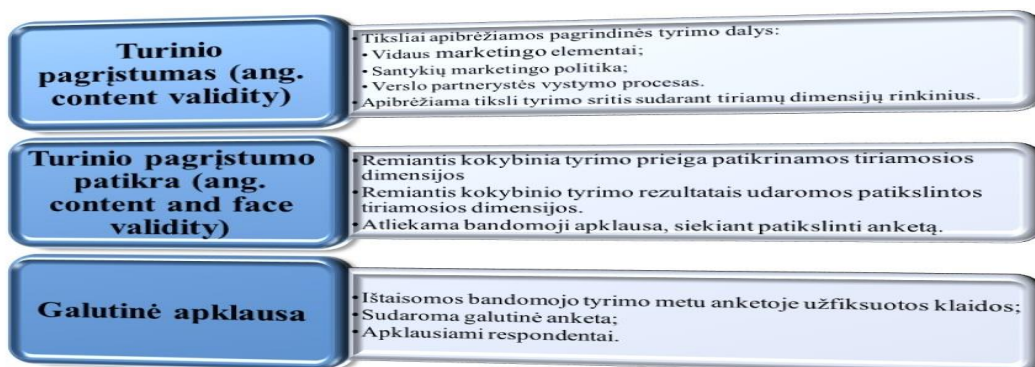 Turinio
pagrįstumas (ang.
content validity)
• Tiksliai apibrėžiamos pagrindinės tyrimo dalys:
• Vidaus marketingo elementai;
• Santykių marketingo politika;
• Verslo partnerystės vystymo procesas.
• Apibrėžiama tiksli tyrimo sritis sudarant tiriamų dimensijų rinkinius.
Turinio pagrįstumo
patikra (ang.
content and face
validity)
• Remiantis kokybinia tyrimo prieiga patikrinamos tiriamosios
dimensijos
• Remiantis kokybinio tyrimo rezultatais udaromos patikslintos
tiriamosios dimensijos.
• Atliekama bandomoji apklausa, siekiant patikslinti anketą.
Galutinė apklausa
• Ištaisomos bandomojo tyrimo metu anketoje užfiksuotos klaidos;
• Sudaroma galutinė anketa;
• Apklausiami respondentai.